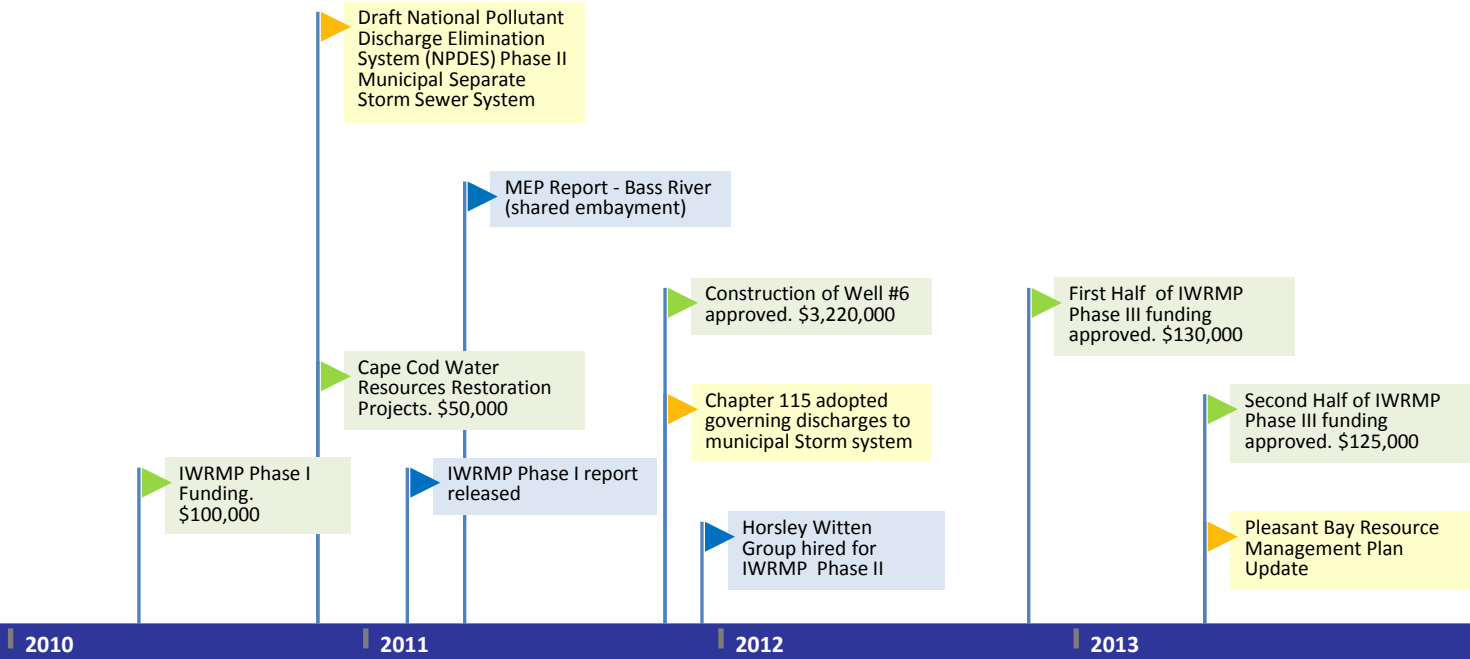 Draft National Pollutant
Discharge Elimination
System (NPDES) Phase II
Municipal Separate
Storm Sewer System
MEP Report - Bass River
(shared embayment)
Construction of Well #6
approved. $3,220,000
First Half of IWRMP
Phase III funding
approved. $130,000
Cape Cod Water
Resources Restoration
Projects. $50,000
Chapter 115 adopted
governing discharges to
municipal Storm system
Second Half of IWRMP
Phase III funding
approved. $125,000
IWRMP Phase I
Funding.
$100,000
IWRMP Phase I report
released
Horsley Witten
Group hired for
IWRMP Phase II
Pleasant Bay Resource
Management Plan
Update
2010
2011
2012
2013